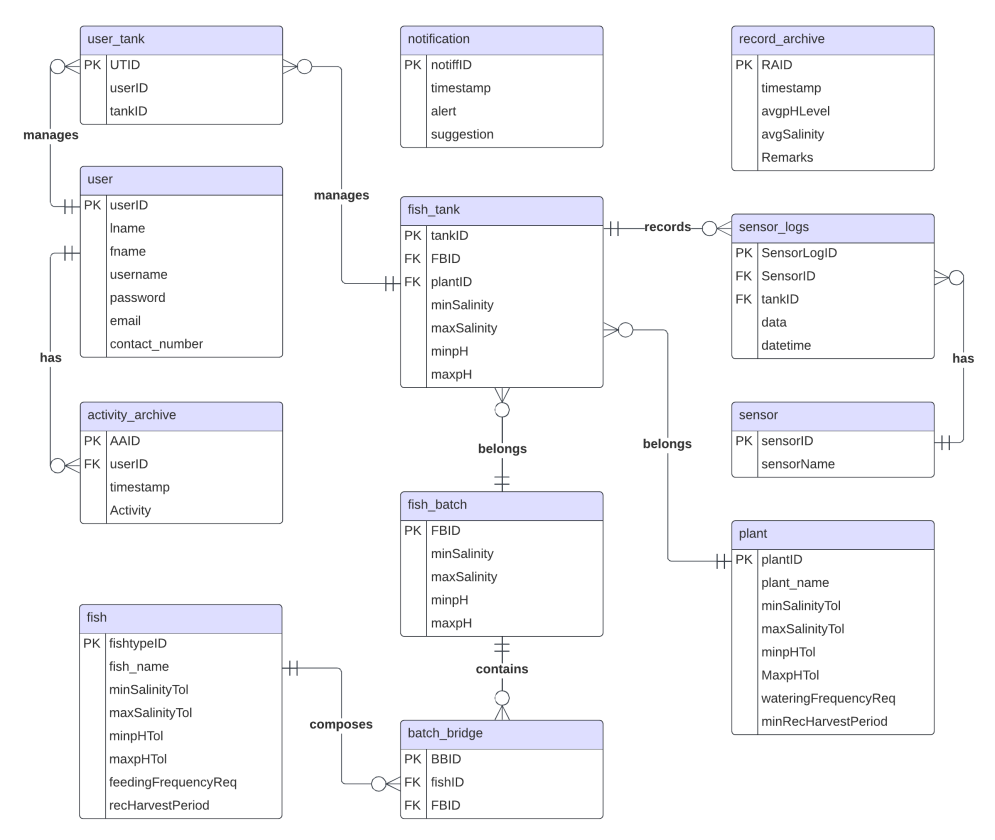 user_tank
PK UTID
userID
tankID
manages
user
PK userID
lname
fname
username
password
email
contact_number
has
activity_archive
PK AAID
FK userID
timestamp
Activity
fish
PK fishtypeID
fish_name
minSalinityTol
maxSalinityTol
minpHTol
maxpHTol
feedingFrequencyReq
recHarvestPeriod
manages
composes
notification
PK notiffID
timestamp
alert
suggestion
fish_tank
PK tankID
FK FBID
FK plantID
minSalinity
maxSalinity
minpH
maxpH
belongs
fish_batch
PK FBID
minSalinity
maxSalinity
minpH
maxpH
contains
batch_bridge
PK BBID
FK fishID
FK FBID
records
belongs
record_archive
PK RAID
timestamp
avgpHLevel
avgSalinity
Remarks
sensor_logs
PK SensorLogID
FK SensorID
FK tankID
data
datetime
has
sensor
PK sensorID
sensorName
plant
PK plantID
plant_name
minSalinityTol
maxSalinityTol
minpHTol
MaxpHTol
wateringFrequencyReq
minRecHarvestPeriod